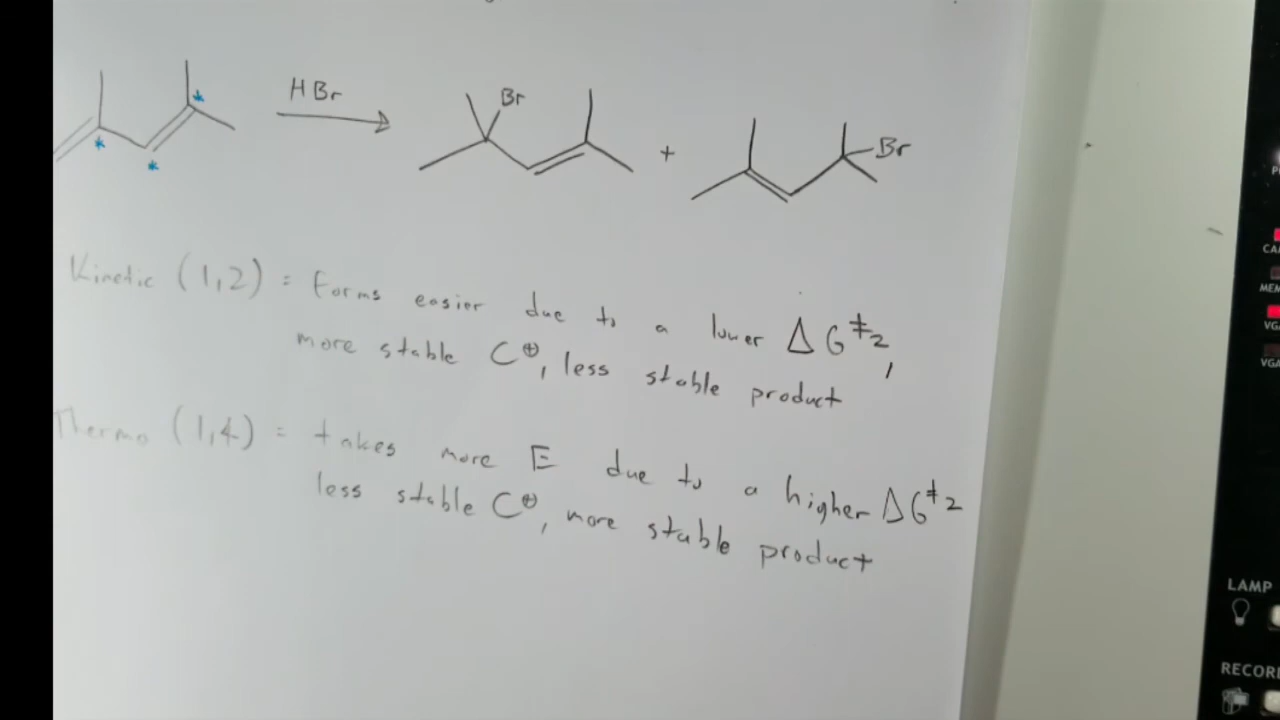 HBr
Br
+
Br
Kinetic (1,2) = Forms easier due to a lower ΔG‡2,
more stable C⊕, less stable product
Thermo (1,4) = takes more E due to a higher ΔG‡2
less stable C⊕, more stable product
LAMP